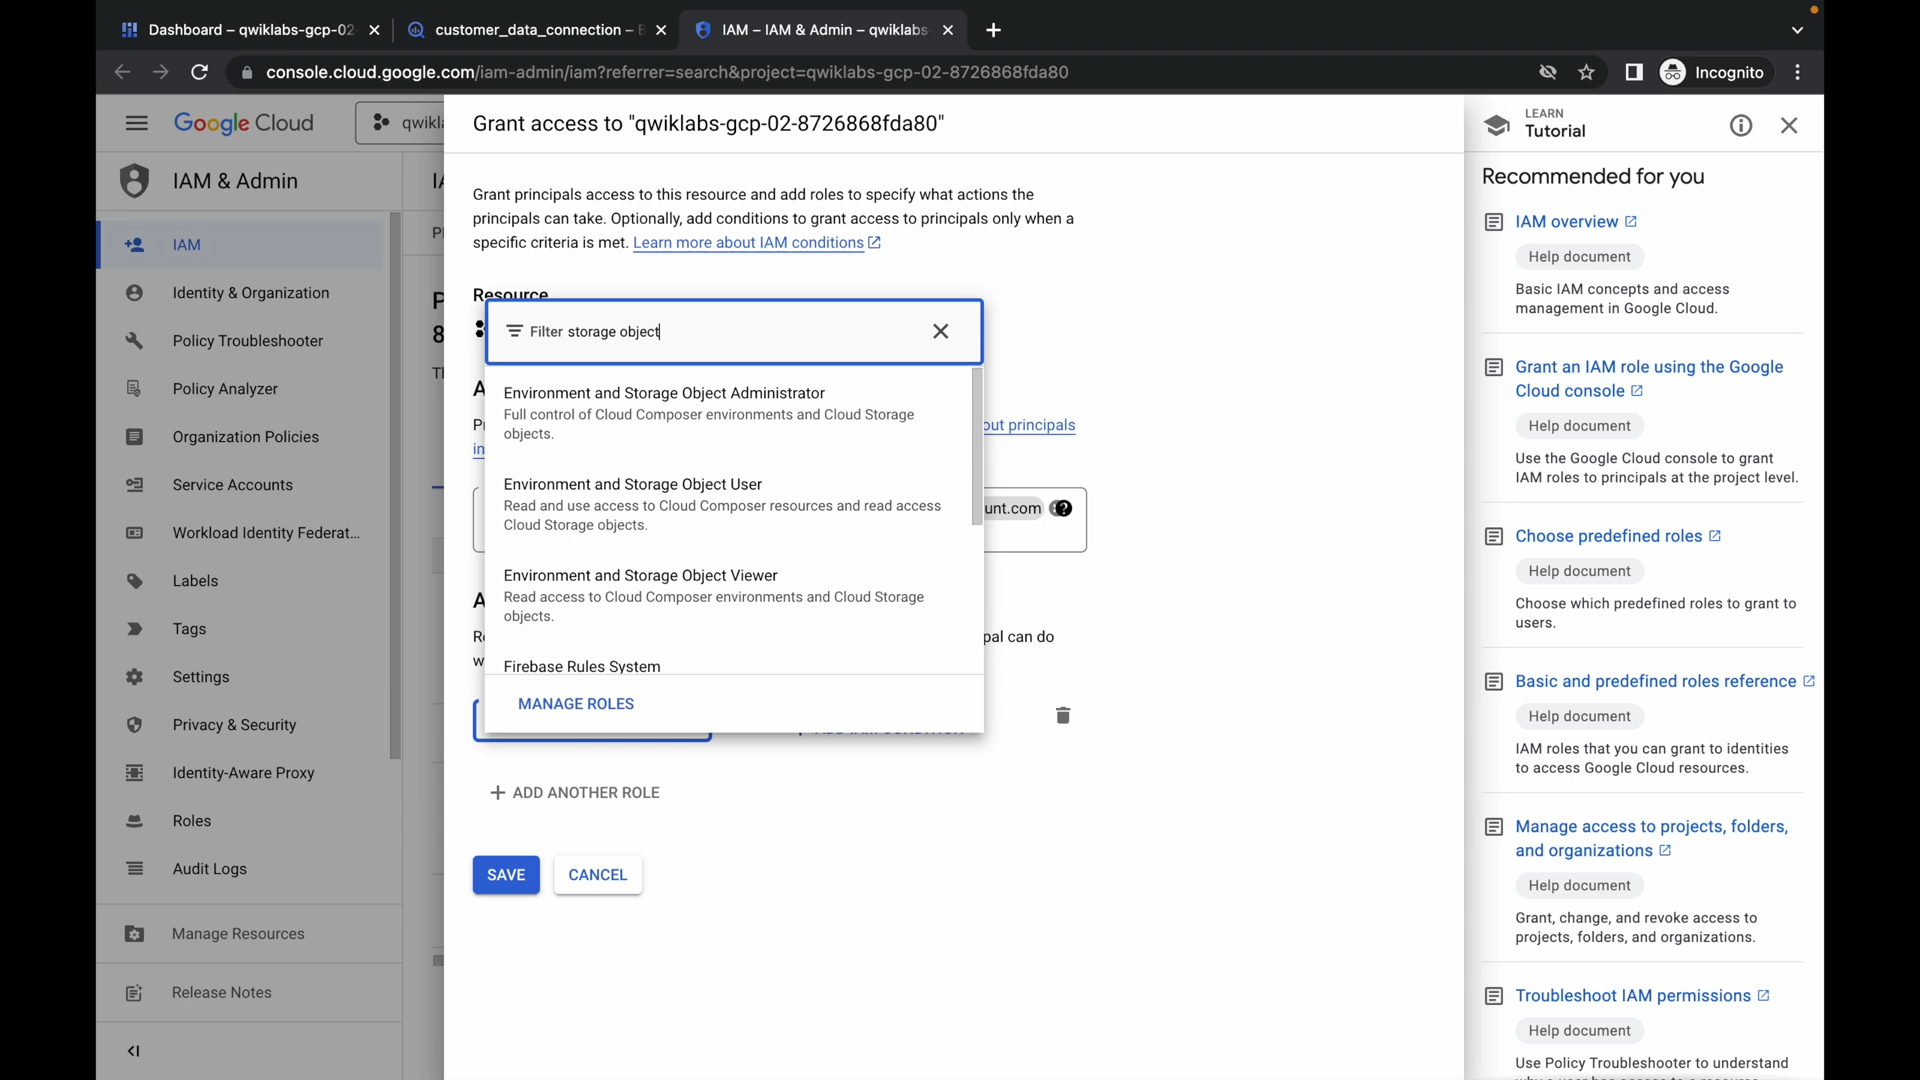 Dashboard – qwiklabs-gcp-02
customer_data_connection –
IAM – IAM & Admin – qwiklabs
console.cloud.google.com/iam-admin/iam?referrer=search&project=qwiklabs-gcp-02-8726868fda80
Incognito
Google Cloud
qwikla
Grant access to "qwiklabs-gcp-02-8726868fda80"
LEARN
Tutorial
IAM & Admin
IAM
Identity & Organization
Policy Troubleshooter
Policy Analyzer
Organization Policies
Service Accounts
Workload Identity Federat...
Labels
Tags
Settings
Privacy & Security
Identity-Aware Proxy
Roles
Audit Logs
Manage Resources
Release Notes
Grant principals access to this resource and add roles to specify what actions the
principals can take. Optionally, add conditions to grant access to principals only when a
specific criteria is met. Learn more about IAM conditions
Resource
Filter storage object
Environment and Storage Object Administrator
Full control of Cloud Composer environments and Cloud Storage
objects.
Environment and Storage Object User
Read and use access to Cloud Composer resources and read access
Cloud Storage objects.
Environment and Storage Object Viewer
Read access to Cloud Composer environments and Cloud Storage
objects.
Firebase Rules System
MANAGE ROLES
out principals
unt.com
pal can do
ADD ANOTHER ROLE
SAVE
CANCEL
Recommended for you
IAM overview
Help document
Basic IAM concepts and access
management in Google Cloud.
Grant an IAM role using the Google
Cloud console
Help document
Use the Google Cloud console to grant
IAM roles to principals at the project level.
Choose predefined roles
Help document
Choose which predefined roles to grant to
users.
Basic and predefined roles reference
Help document
IAM roles that you can grant to identities
to access Google Cloud resources.
Manage access to projects, folders,
and organizations
Help document
Grant, change, and revoke access to
projects, folders, and organizations.
Troubleshoot IAM permissions
Help document
Use Policy Troubleshooter to understand